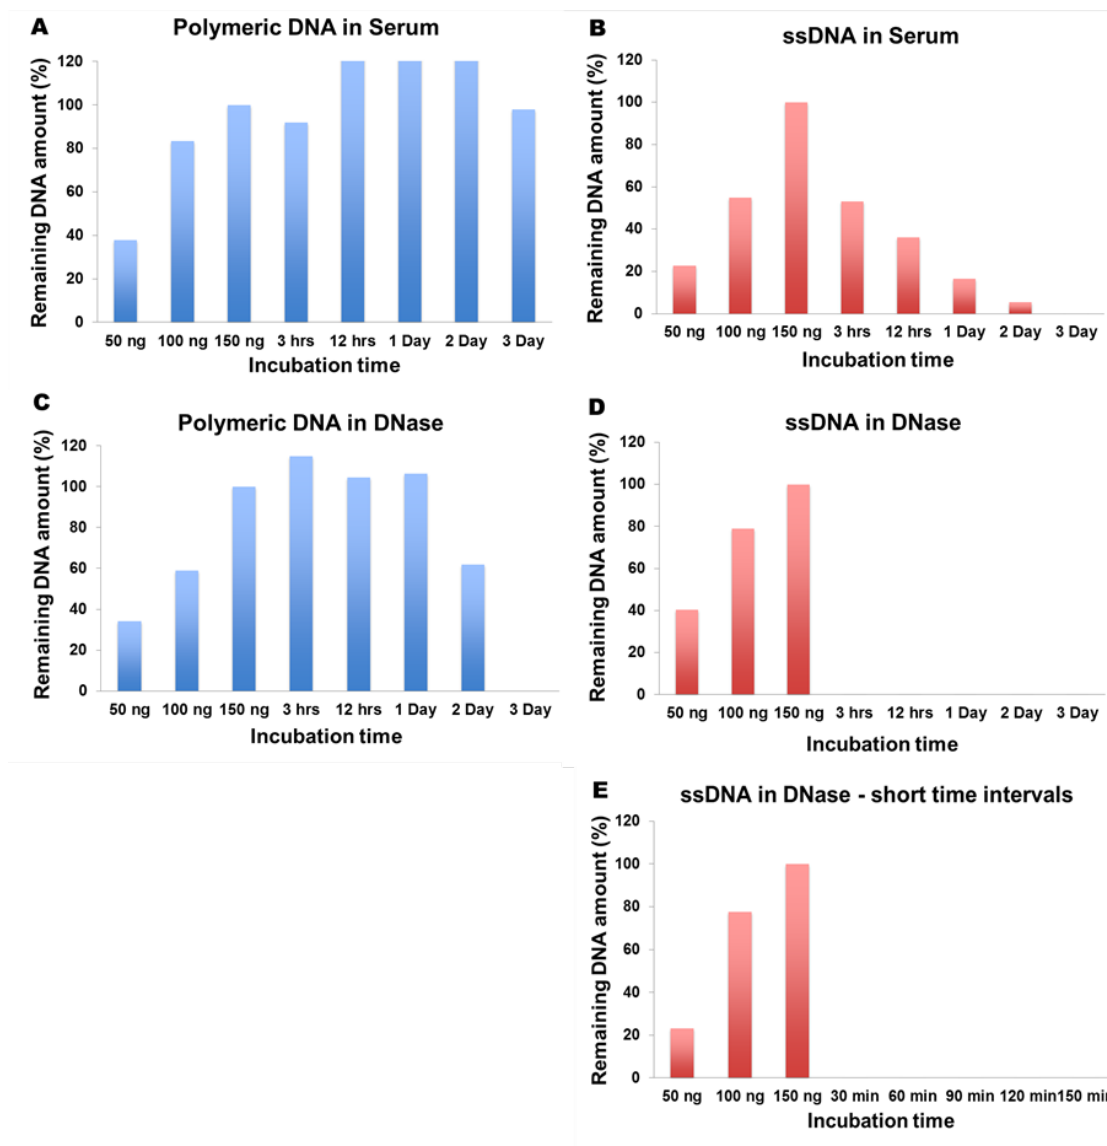 A
Polymeric DNA in Serum
Remaining DNA amount (%)
120
100
80
60
40
20
0
50 ng 100 ng 150 ng 3 hrs 12 hrs 1 Day 2 Day 3 Day
Incubation time
B
ssDNA in Serum
Remaining DNA amount (%)
120
100
80
60
40
20
0
50 ng 100 ng 150 ng 3 hrs 12 hrs 1 Day 2 Day 3 Day
Incubation time
C
Polymeric DNA in DNase
Remaining DNA amount (%)
120
100
80
60
40
20
0
50 ng 100 ng 150 ng 3 hrs 12 hrs 1 Day 2 Day 3 Day
Incubation time
D
ssDNA in DNase
Remaining DNA amount (%)
120
100
80
60
40
20
0
50 ng 100 ng 150 ng 3 hrs 12 hrs 1 Day 2 Day 3 Day
Incubation time
E
ssDNA in DNase - short time intervals
Remaining DNA amount (%)
120
100
80
60
40
20
0
50 ng 100 ng 150 ng 30 min 60 min 90 min 120 min 150 min
Incubation time